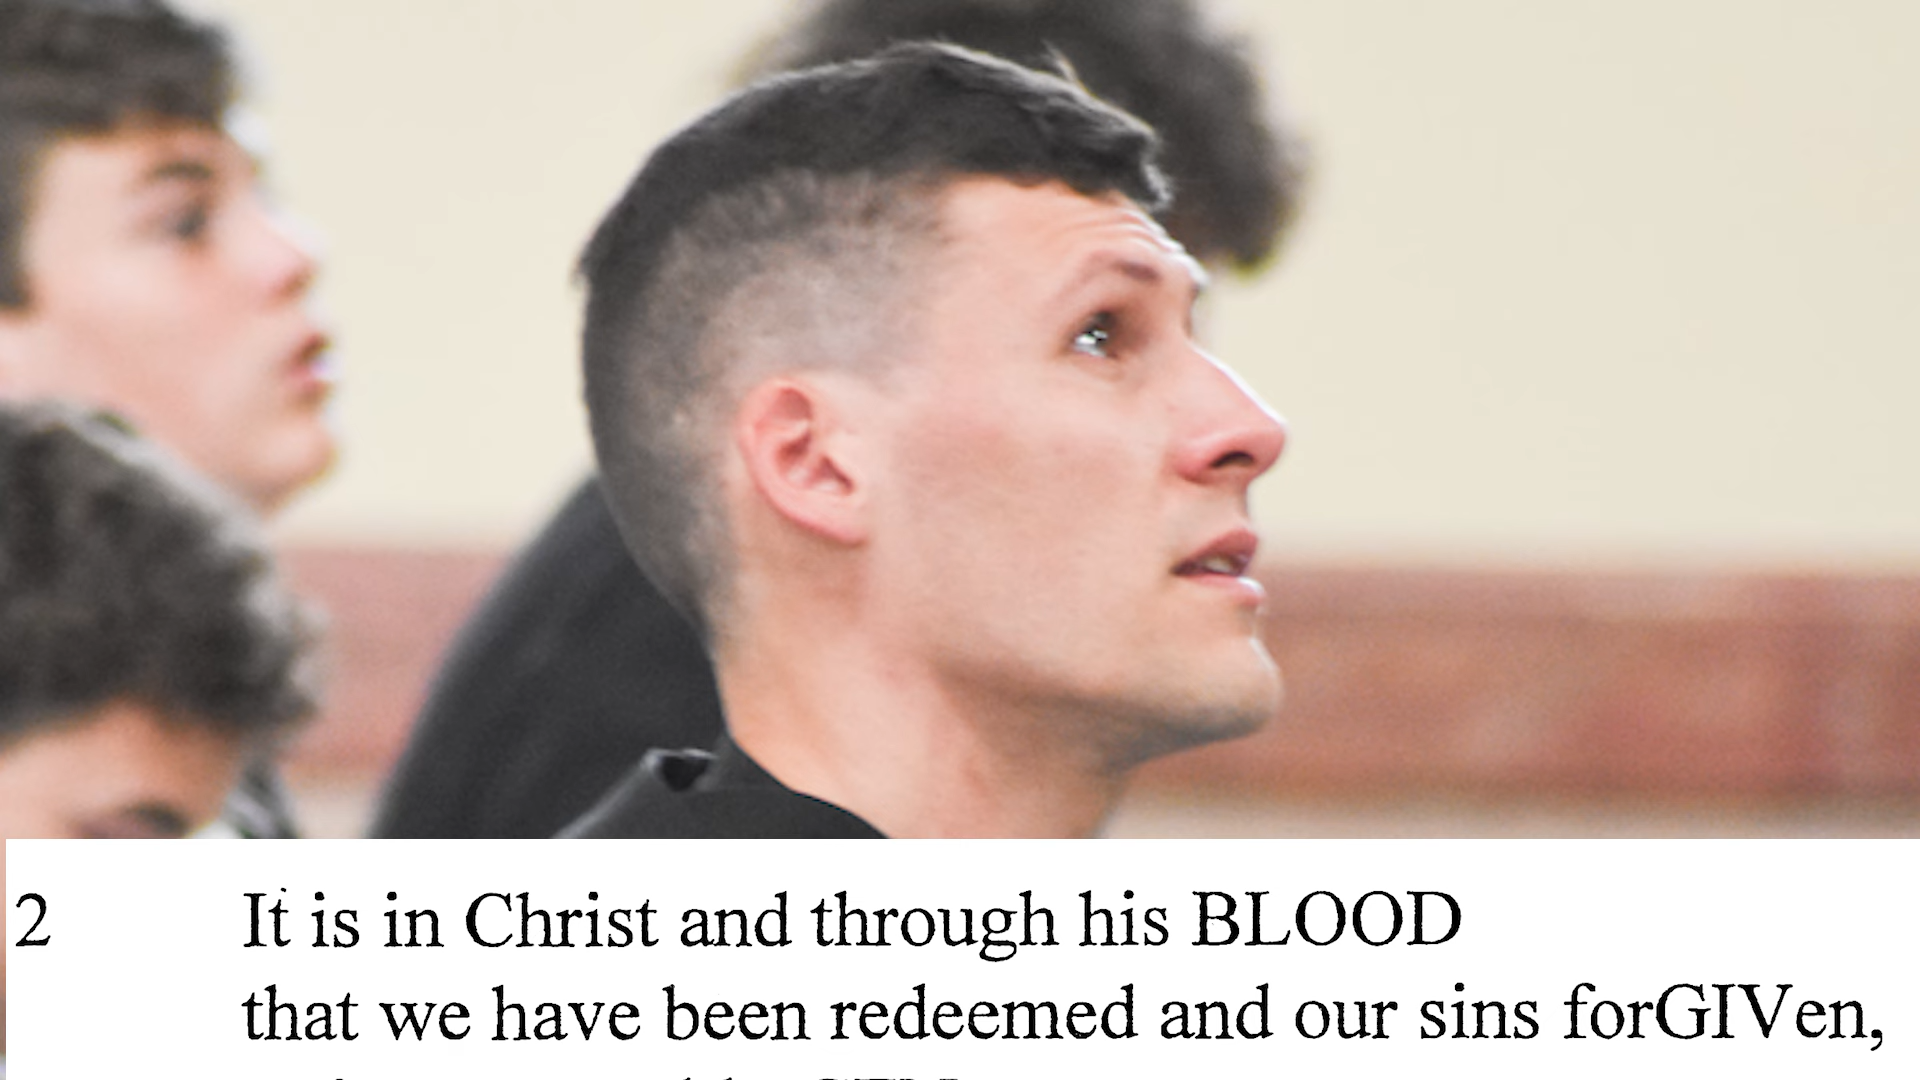 2 It is in Christ and through his BLOOD
that we have been redeemed and our sins forGIVen,